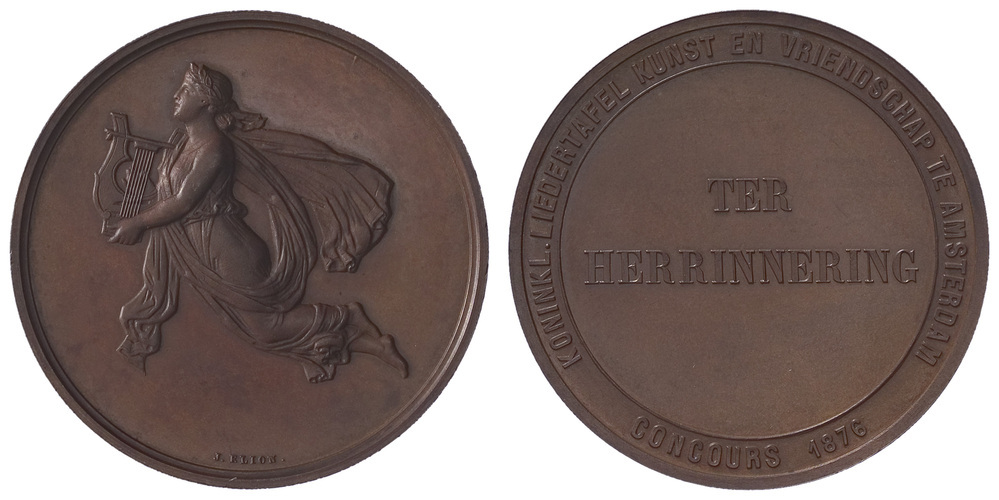 J. ELION.
KONINKL. LIEDERTAFEL KUNST EN VRIENDSCHAP TE AMSTERDAM
TER
HERRINNERING
CONCOURS 1876